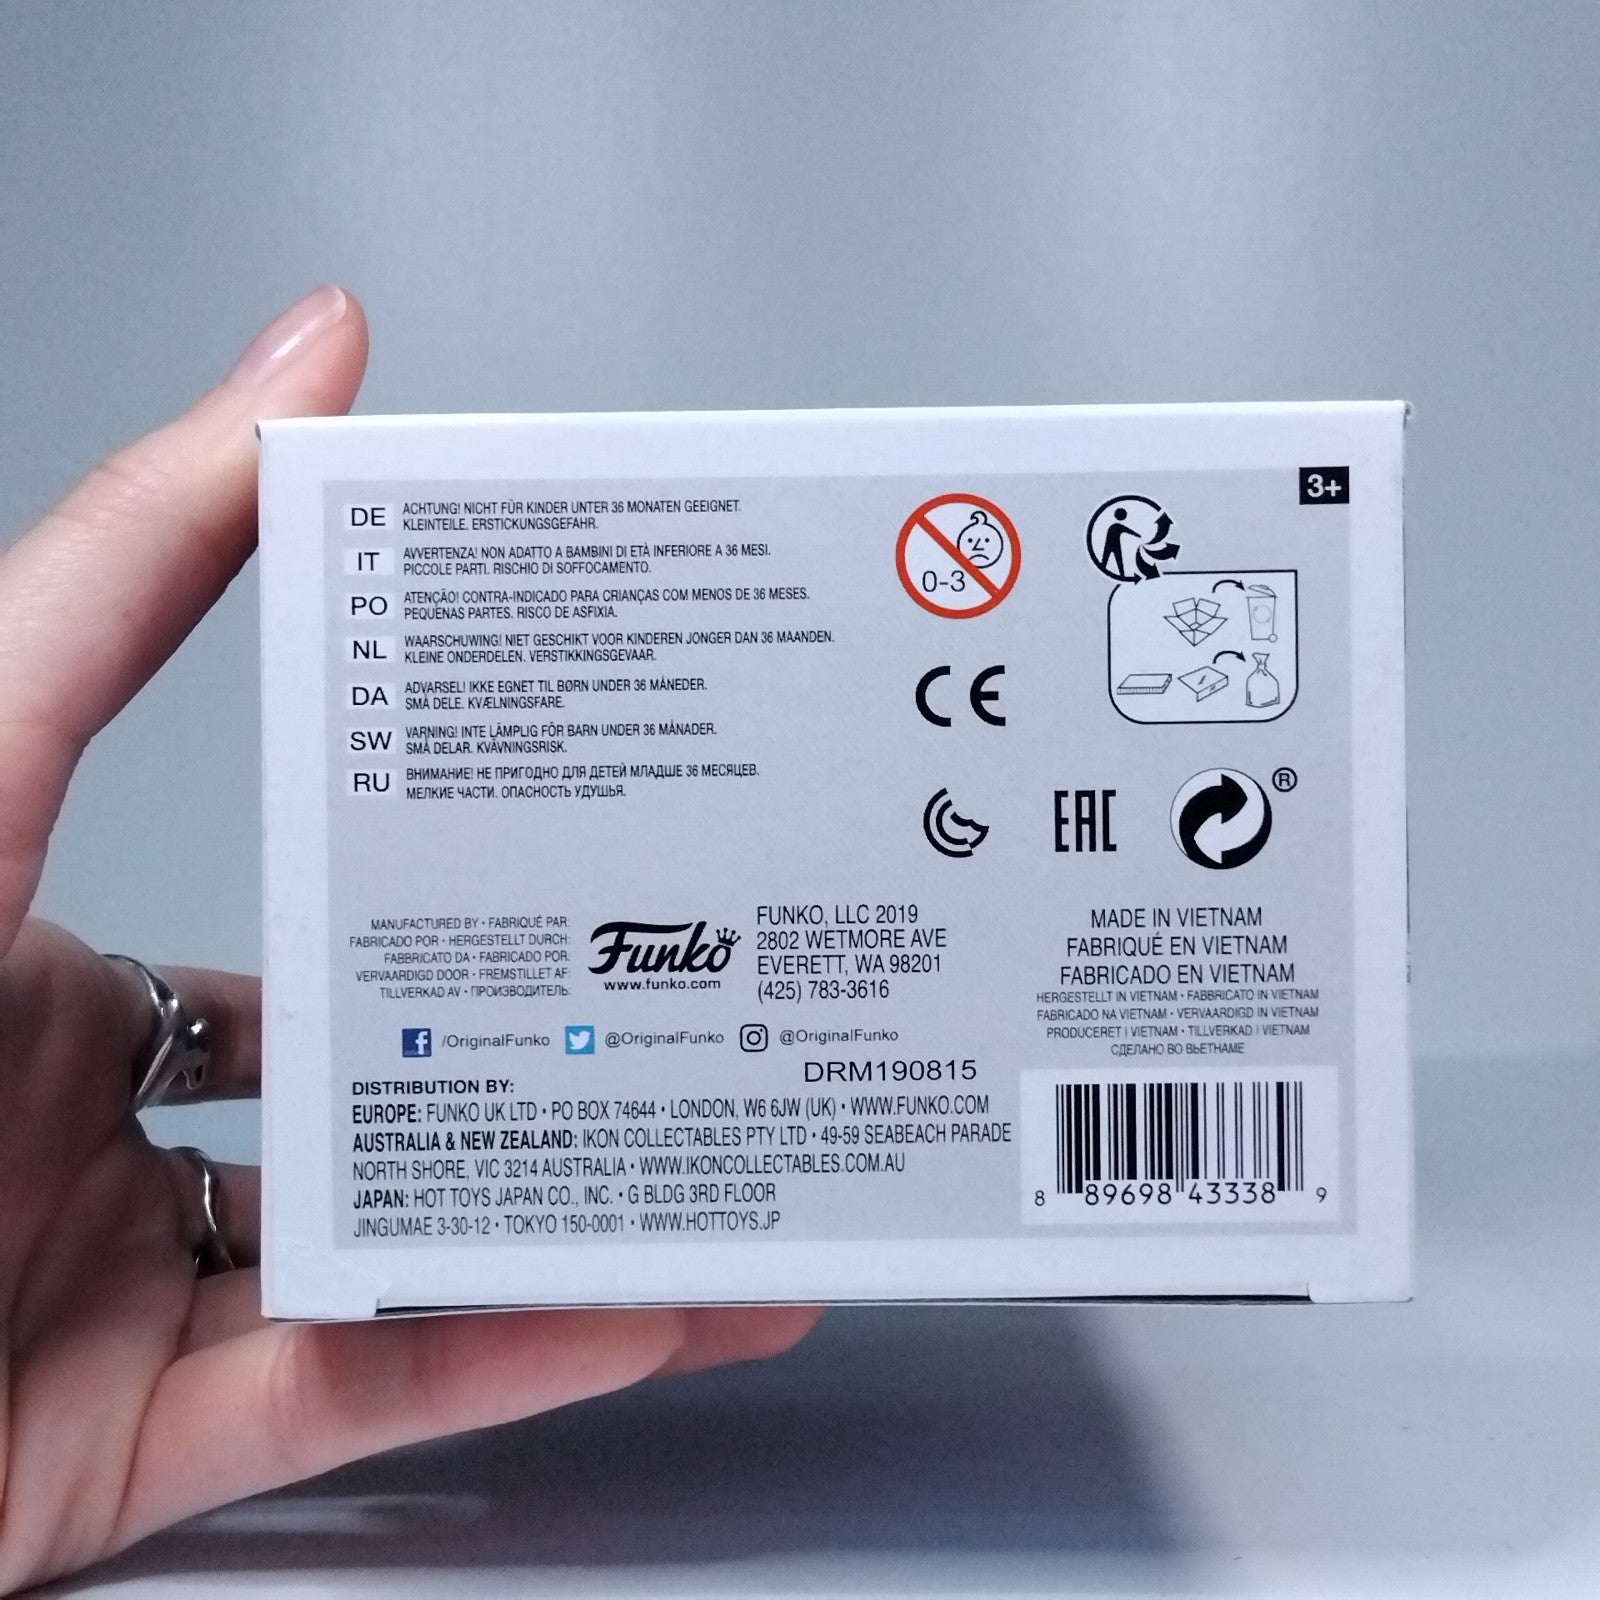 3+
DE ACHTUNG! NICHT FÜR KINDER UNTER 36 MONATEN GEEIGNET.
KLEINTEILE. ERSTICKUNGSGEFAHR.
IT AVVERTENZA! NON ADATTO A BAMBINI DI ETÀ INFERIORE A 36 MESI.
PICCOLE PARTI. RISCHIO DI SOFFOCAMENTO.
PO ATENÇÃO! CONTRA-INDICADO PARA CRIANÇAS COM MENOS DE 36 MESES.
PEQUENAS PARTES. RISCO DE ASFIXIA.
NL WAARSCHUWING! NIET GESCHIKT VOOR KINDEREN JONGER DAN 36 MAANDEN.
KLEINE ONDERDELEN. VERSTIKKINGSGEVAAR.
DA ADVARSEL! IKKE EGNET TIL BØRN UNDER 36 MÅNEDER.
SMÅ DELE. KVÆLNINGSFARE.
SW VARNING! INTE LÄMPLIG FÖR BARN UNDER 36 MÅNADER.
SMÅ DELAR. KVÄVNINGSRISK.
RU ВНИМАНИЕ! НЕ ПРИГОДНО ДЛЯ ДЕТЕЙ МЛАДШЕ 36 МЕСЯЦЕВ.
МЕЛКИЕ ЧАСТИ. ОПАСНОСТЬ УДУШЬЯ.
0-3
CE
EAC
®
MANUFACTURED BY • FABRIQUÉ PAR:
FABRICADO POR • HERGESTELLT DURCH:
FABBRICATO DA • FABRICADO POR:
VERVAARDIGD DOOR • FREMSTILLET AF:
TILLVERKAD AV • ПРОИЗВОДИТЕЛЬ:
Funko
www.funko.com
FUNKO, LLC 2019
2802 WETMORE AVE
EVERETT, WA 98201
(425) 783-3616
MADE IN VIETNAM
FABRIQUÉ EN VIETNAM
FABRICADO EN VIETNAM
HERGESTELLT IN VIETNAM • FABBRICATO IN VIETNAM
FABRICADO NA VIETNAM • VERVAARDIGD IN VIETNAM
PRODUCERET I VIETNAM • TILLVERKAD I VIETNAM
СДЕЛАНО ВО ВЬЕТНАМЕ
/OriginalFunko @OriginalFunko @OriginalFunko
DRM190815
DISTRIBUTION BY:
EUROPE: FUNKO UK LTD • PO BOX 74644 • LONDON, W6 6JW (UK) • WWW.FUNKO.COM
AUSTRALIA & NEW ZEALAND: IKON COLLECTABLES PTY LTD • 49-59 SEABEACH PARADE
NORTH SHORE, VIC 3214 AUSTRALIA • WWW.IKONCOLLECTABLES.COM.AU
JAPAN: HOT TOYS JAPAN CO., INC. • G BLDG 3RD FLOOR
JINGUMAE 3-30-12 • TOKYO 150-0001 • WWW.HOTTOYS.JP
8 89698 43338 9